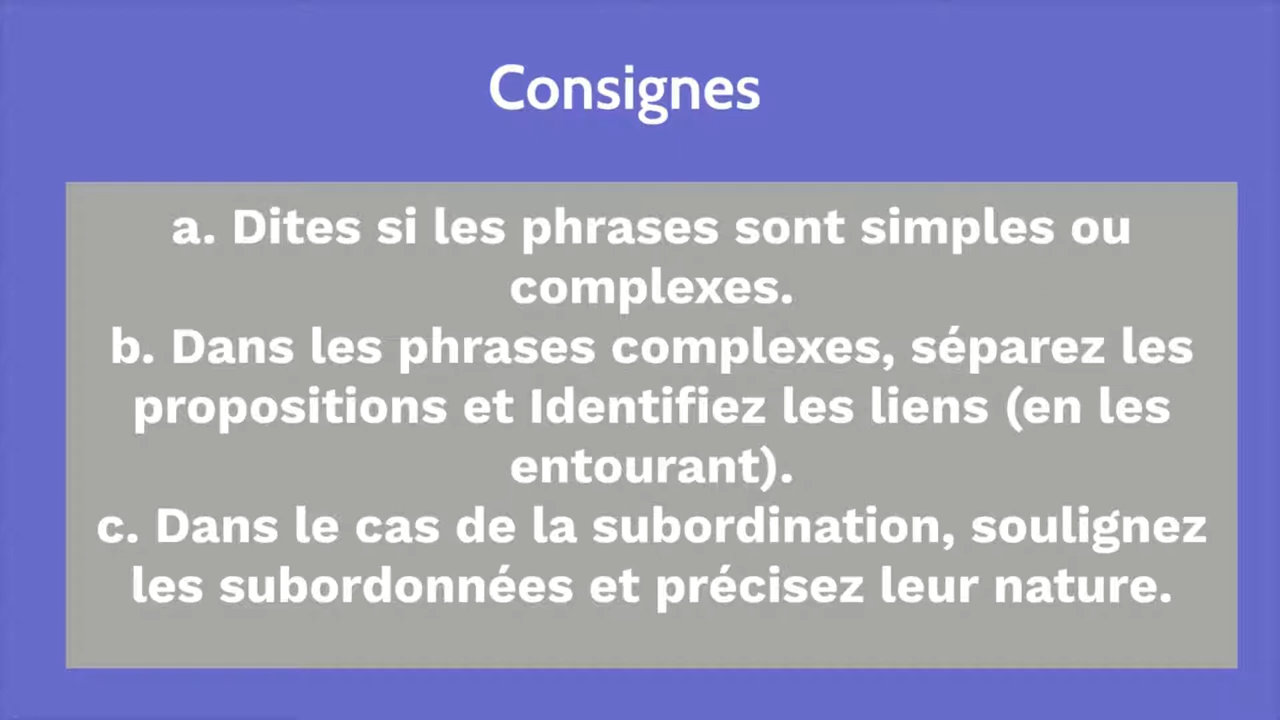 Consignes
a. Dites si les phrases sont simples ou
complexes.
b. Dans les phrases complexes, séparez les
propositions et Identifiez les liens (en les
entourant).
c. Dans le cas de la subordination, soulignez
les subordonnées et précisez leur nature.